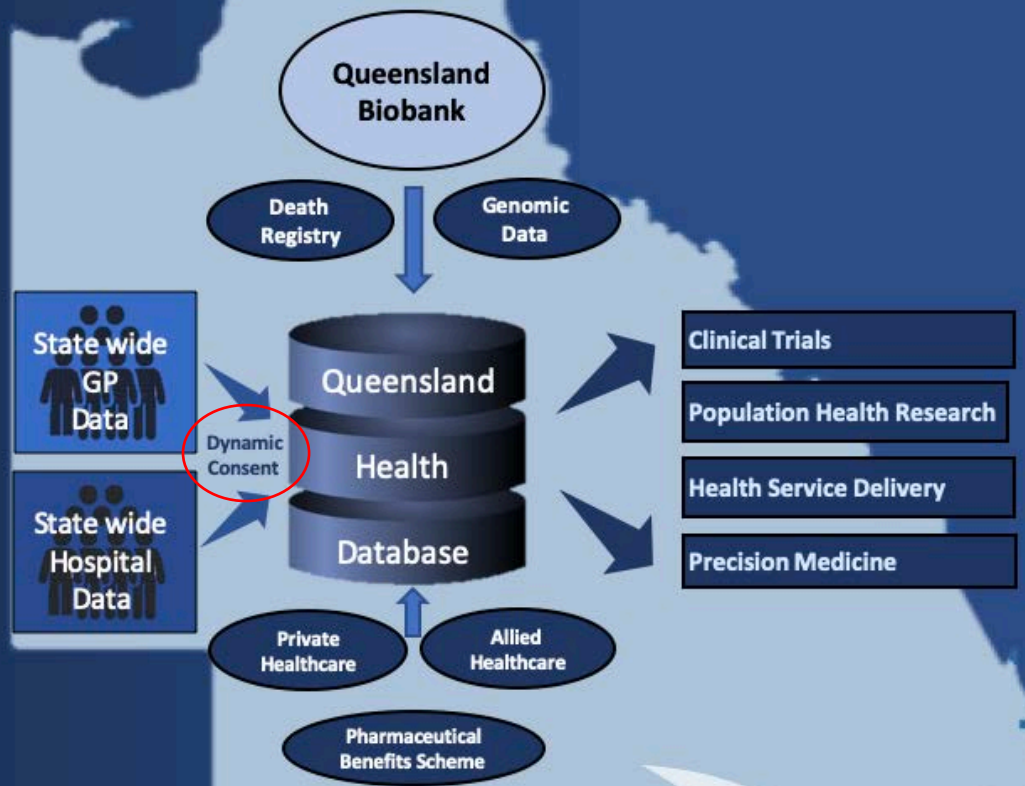 Queensland
Biobank
Death
Registry
Genomic
Data
State wide
GP
Data
Dynamic
Consent
State wide
Hospital
Data
Queensland
Health
Database
Clinical Trials
Population Health Research
Health Service Delivery
Precision Medicine
Private
Healthcare
Allied
Healthcare
Pharmaceutical
Benefits Scheme